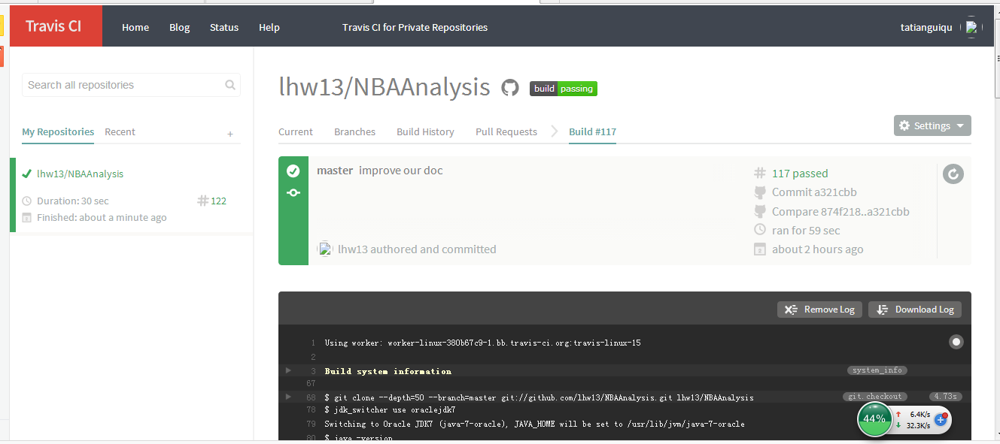 Travis CI
Home Blog Status Help Travis CI for Private Repositories tatianguiqu
Search all repositories
My Repositories Recent +
lhw13/NBAAnalysis
Duration: 30 sec 122
Finished: about a minute ago
lhw13/NBAAnalysis build passing
Settings
Current Branches Build History Pull Requests Build #117
master improve our doc
117 passed
Commit a321cbb
Compare 874f218..a321cbb
ran for 59 sec
lhw13 authored and committed
about 2 hours ago
Remove Log Download Log
1 Using worker: worker-linux-380b67c9-1.bb.travis-ci.org:travis-linux-15
2
3 Build system information system_info
67
68 $ git clone --depth=50 --branch=master git://github.com/lhw13/NBAAnalysis.git lhw13/NBAAnalysis git.checkout 4.73s
78 $ jdk_switcher use oraclejdk7
79 Switching to Oracle JDK7 (java-7-oracle), JAVA_HOME will be set to /usr/lib/jvm/java-7-oracle
80 $ java -version
44% 6.4K/s
32.3K/s